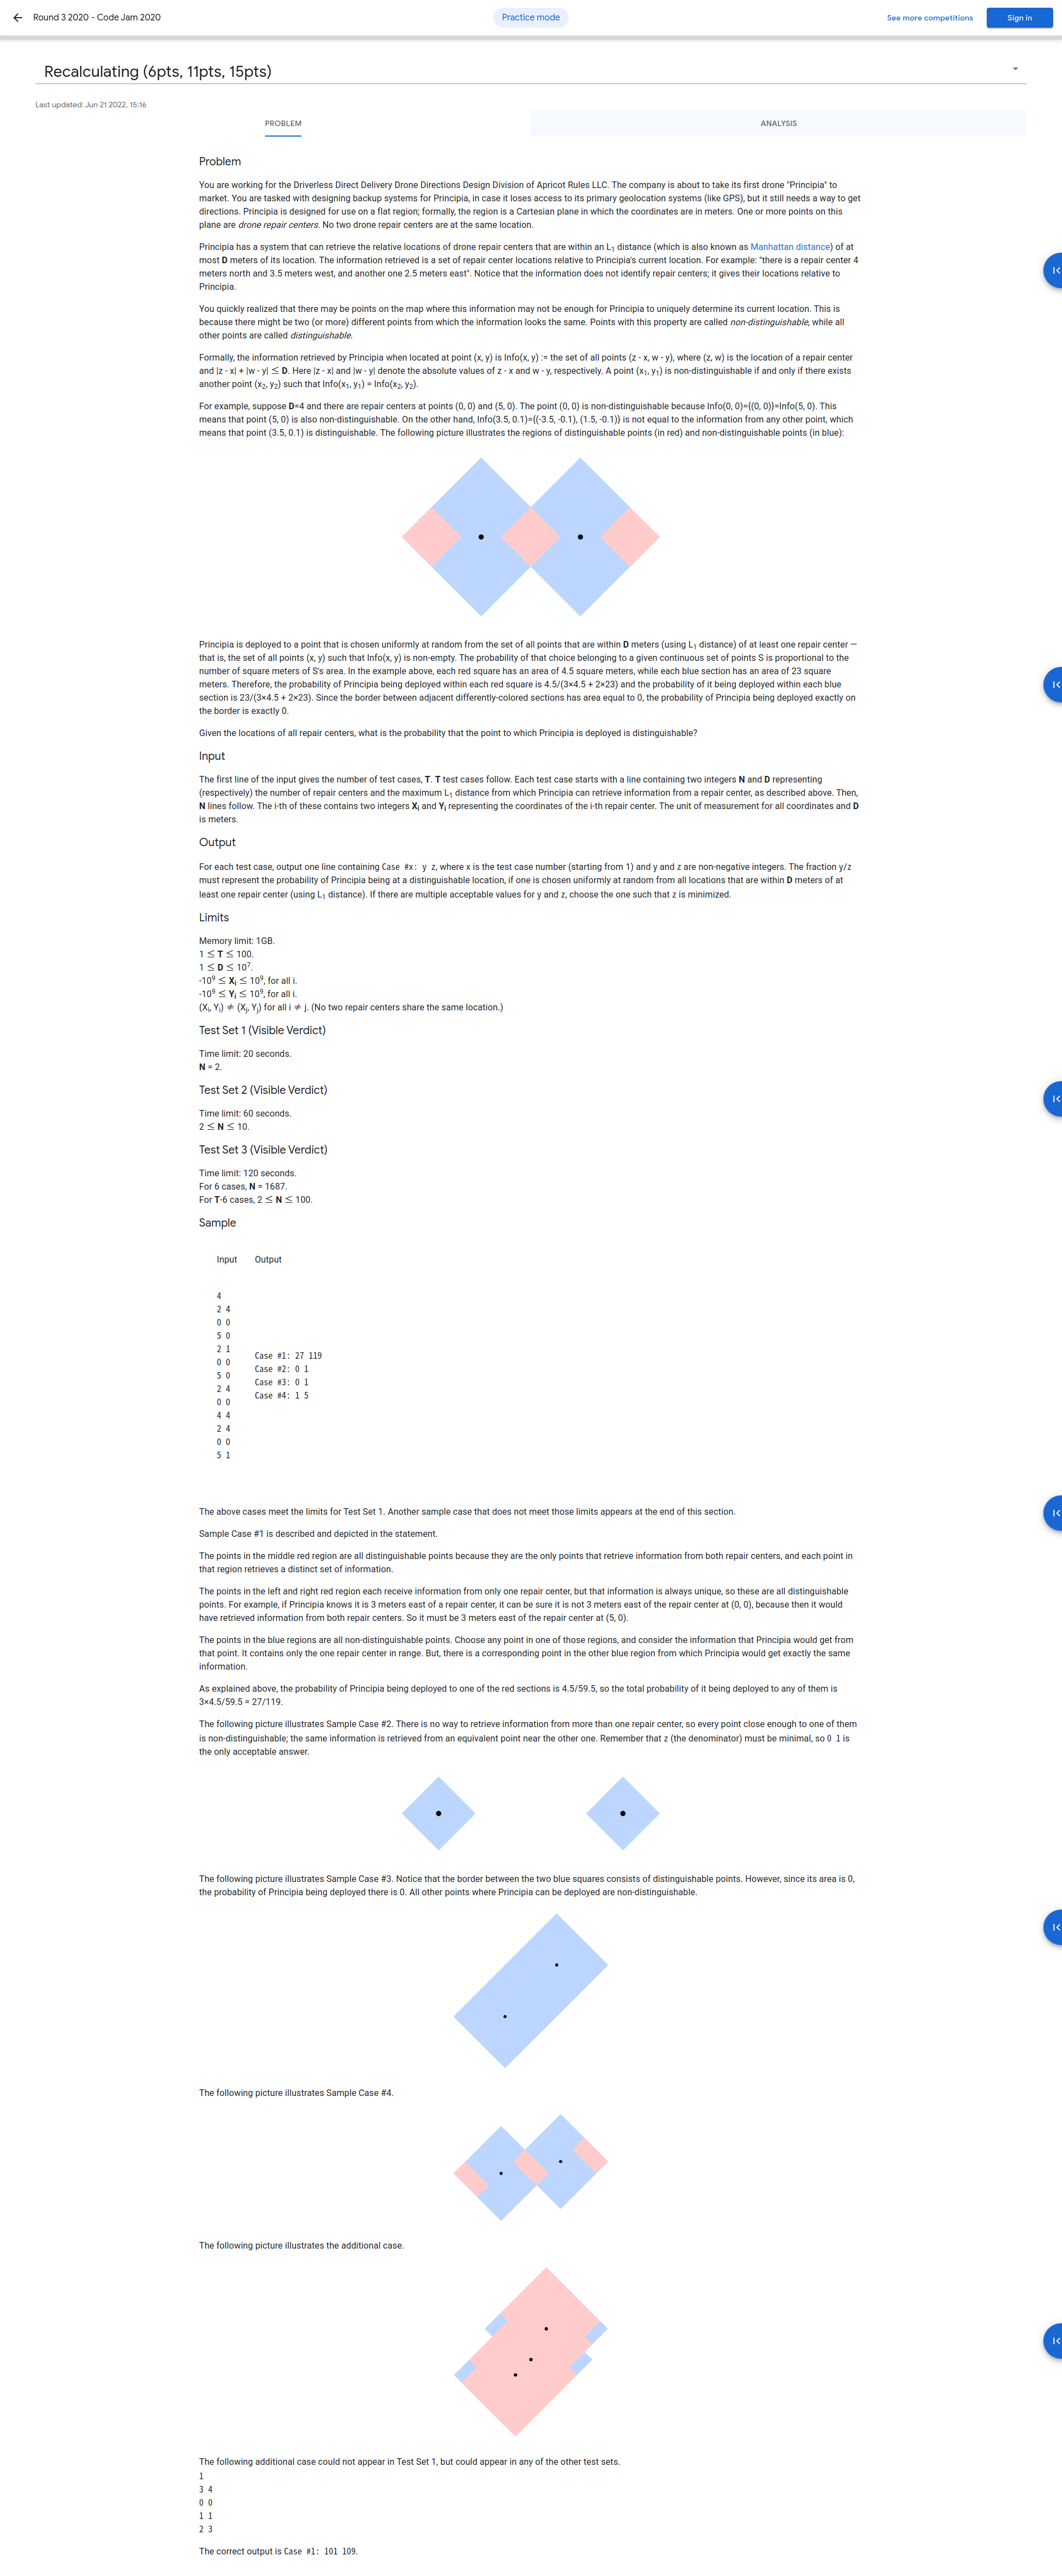 Round 3 2020 - Code Jam 2020
Practice mode
See more competitions
Sign in
Recalculating (6pts, 11pts, 15pts)
Last updated: Jun 21 2022, 15:16
PROBLEM
ANALYSIS
Problem
You are working for the Driverless Direct Delivery Drone Directions Design Division of Apricot Rules LLC. The company is about to take its first drone "Principia" to
market. You are tasked with designing backup systems for Principia, in case it loses access to its primary geolocation systems (like GPS), but it still needs a way to get
directions. Principia is designed for use on a flat region; formally, the region is a Cartesian plane in which the coordinates are in meters. One or more points on this
plane are drone repair centers. No two drone repair centers are at the same location.
Principia has a system that can retrieve the relative locations of drone repair centers that are within an L1 distance (which is also known as Manhattan distance) of at
most D meters of its location. The information retrieved is a set of repair center locations relative to Principia's current location. For example: "there is a repair center 4
meters north and 3.5 meters west, and another one 2.5 meters east". Notice that the information does not identify repair centers; it gives their locations relative to
Principia.
You quickly realized that there may be points on the map where this information may not be enough for Principia to uniquely determine its current location. This is
because there might be two (or more) different points from which the information looks the same. Points with this property are called non-distinguishable, while all
other points are called distinguishable.
Formally, the information retrieved by Principia when located at point (x, y) is Info(x, y) := the set of all points (z - x, w - y), where (z, w) is the location of a repair center
and |z - x| + |w - y| ≤ D. Here |z - x| and |w - y| denote the absolute values of z - x and w - y, respectively. A point (x1, y1) is non-distinguishable if and only if there exists
another point (x2, y2) such that Info(x1, y1) = Info(x2, y2).
For example, suppose D=4 and there are repair centers at points (0, 0) and (5, 0). The point (0, 0) is non-distinguishable because Info(0, 0)={(0, 0)}=Info(5, 0). This
means that point (5, 0) is also non-distinguishable. On the other hand, Info(3.5, 0.1)={(-3.5, -0.1), (1.5, -0.1)} is not equal to the information from any other point, which
means that point (3.5, 0.1) is distinguishable. The following picture illustrates the regions of distinguishable points (in red) and non-distinguishable points (in blue):
Principia is deployed to a point that is chosen uniformly at random from the set of all points that are within D meters (using L1 distance) of at least one repair center —
that is, the set of all points (x, y) such that Info(x, y) is non-empty. The probability of that choice belonging to a given continuous set of points S is proportional to the
number of square meters of S's area. In the example above, each red square has an area of 4.5 square meters, while each blue section has an area of 23 square
meters. Therefore, the probability of Principia being deployed within each red square is 4.5/(3×4.5 + 2×23) and the probability of it being deployed within each blue
section is 23/(3×4.5 + 2×23). Since the border between adjacent differently-colored sections has area equal to 0, the probability of Principia being deployed exactly on
the border is exactly 0.
Given the locations of all repair centers, what is the probability that the point to which Principia is deployed is distinguishable?
Input
The first line of the input gives the number of test cases, T. T test cases follow. Each test case starts with a line containing two integers N and D representing
(respectively) the number of repair centers and the maximum L1 distance from which Principia can retrieve information from a repair center, as described above. Then,
N lines follow. The i-th of these contains two integers Xi and Yi representing the coordinates of the i-th repair center. The unit of measurement for all coordinates and D
is meters.
Output
For each test case, output one line containing Case #x: y z, where x is the test case number (starting from 1) and y and z are non-negative integers. The fraction y/z
must represent the probability of Principia being at a distinguishable location, if one is chosen uniformly at random from all locations that are within D meters of at
least one repair center (using L1 distance). If there are multiple acceptable values for y and z, choose the one such that z is minimized.
Limits
Memory limit: 1GB.
1 ≤ T ≤ 100.
1 ≤ D ≤ 10^7.
-10^9 ≤ Xi ≤ 10^9, for all i.
-10^9 ≤ Yi ≤ 10^9, for all i.
(Xi, Yi) ≠ (Xj, Yj) for all i ≠ j. (No two repair centers share the same location.)
Test Set 1 (Visible Verdict)
Time limit: 20 seconds.
N = 2.
Test Set 2 (Visible Verdict)
Time limit: 60 seconds.
2 ≤ N ≤ 10.
Test Set 3 (Visible Verdict)
Time limit: 120 seconds.
For 6 cases, N = 1687.
For T-6 cases, 2 ≤ N ≤ 100.
Sample
Input
Output
4
2 4
0 0
5 0
2 1
0 0
5 0
2 4
0 0
4 4
2 4
0 0
5 1
Case #1: 27 119
Case #2: 0 1
Case #3: 0 1
Case #4: 1 5
The above cases meet the limits for Test Set 1. Another sample case that does not meet those limits appears at the end of this section.
Sample Case #1 is described and depicted in the statement.
The points in the middle red region are all distinguishable points because they are the only points that retrieve information from both repair centers, and each point in
that region retrieves a distinct set of information.
The points in the left and right red region each receive information from only one repair center, but that information is always unique, so these are all distinguishable
points. For example, if Principia knows it is 3 meters east of a repair center, it can be sure it is not 3 meters east of the repair center at (0, 0), because then it would
have retrieved information from both repair centers. So it must be 3 meters east of the repair center at (5, 0).
The points in the blue regions are all non-distinguishable points. Choose any point in one of those regions, and consider the information that Principia would get from
that point. It contains only the one repair center in range. But, there is a corresponding point in the other blue region from which Principia would get exactly the same
information.
As explained above, the probability of Principia being deployed to one of the red sections is 4.5/59.5, so the total probability of it being deployed to any of them is
3×4.5/59.5 = 27/119.
The following picture illustrates Sample Case #2. There is no way to retrieve information from more than one repair center, so every point close enough to one of them
is non-distinguishable; the same information is retrieved from an equivalent point near the other one. Remember that z (the denominator) must be minimal, so 0 1 is
the only acceptable answer.
The following picture illustrates Sample Case #3. Notice that the border between the two blue squares consists of distinguishable points. However, since its area is 0,
the probability of Principia being deployed there is 0. All other points where Principia can be deployed are non-distinguishable.
The following picture illustrates Sample Case #4.
The following picture illustrates the additional case.
The following additional case could not appear in Test Set 1, but could appear in any of the other test sets.
1
3 4
0 0
1 1
2 3
The correct output is Case #1: 101 109.